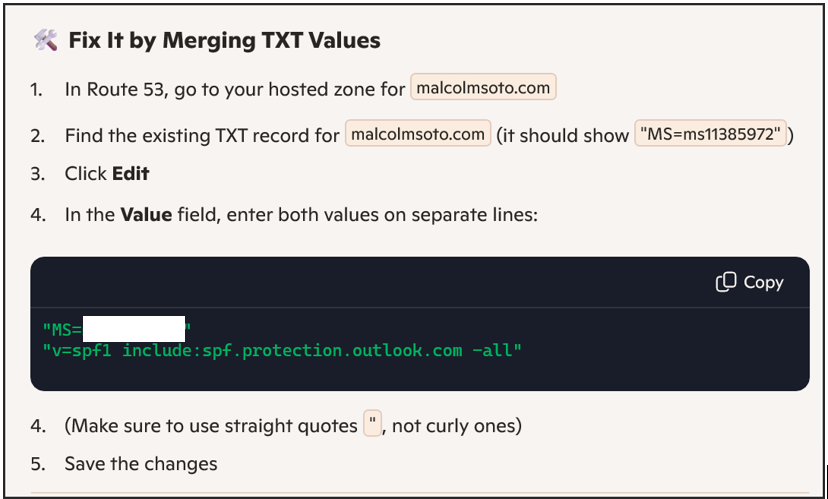 🛠️ Fix It by Merging TXT Values
1. In Route 53, go to your hosted zone for malcolmsoto.com
2. Find the existing TXT record for malcolmsoto.com (it should show "MS=ms11385972")
3. Click Edit
4. In the Value field, enter both values on separate lines:
Copy
"MS="
"v=spf1 include:spf.protection.outlook.com -all"
4. (Make sure to use straight quotes ", not curly ones)
5. Save the changes